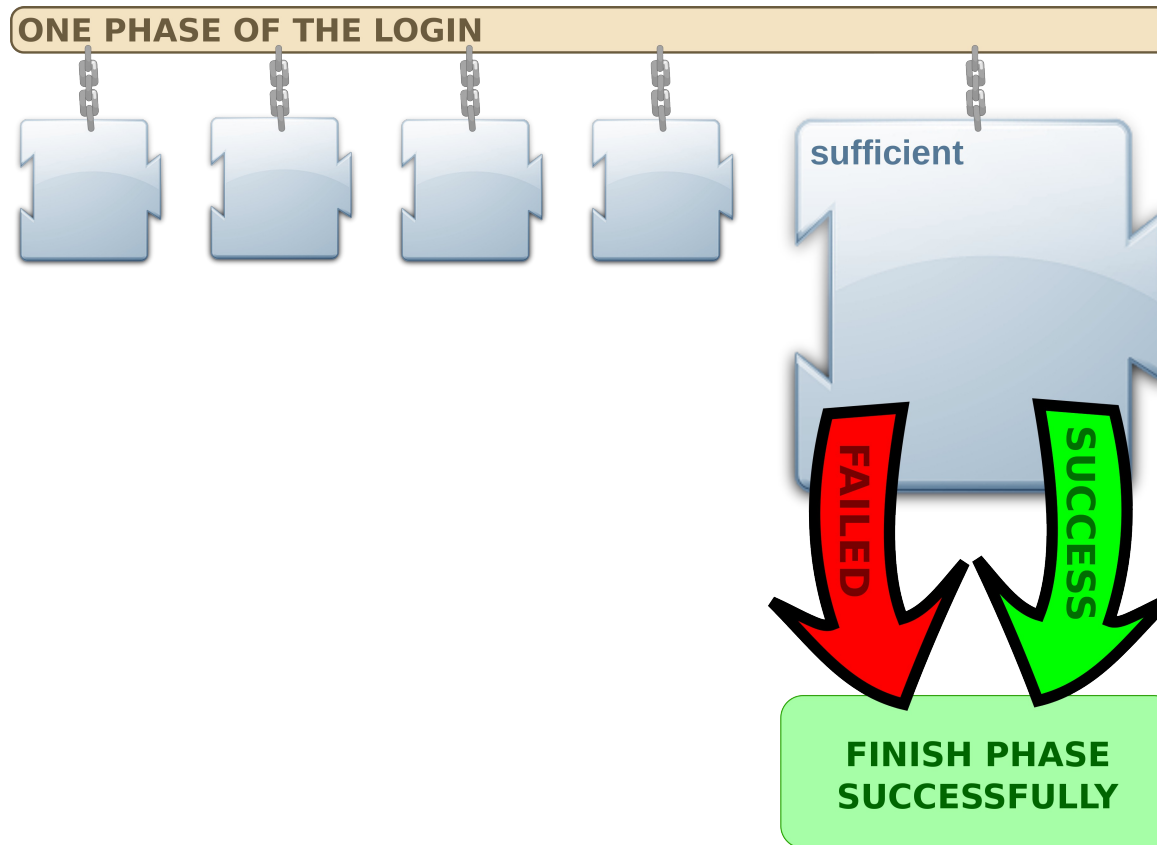 ONE PHASE OF THE LOGIN
sufficient
FAILED
SUCCESS
FINISH PHASE
SUCCESSFULLY